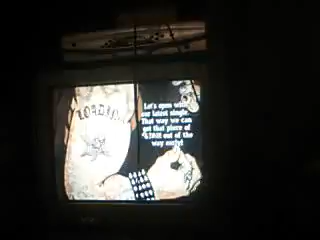 LOADING
Let's open with
our latest single.
That way we can
get that piece of
out of the
way early!